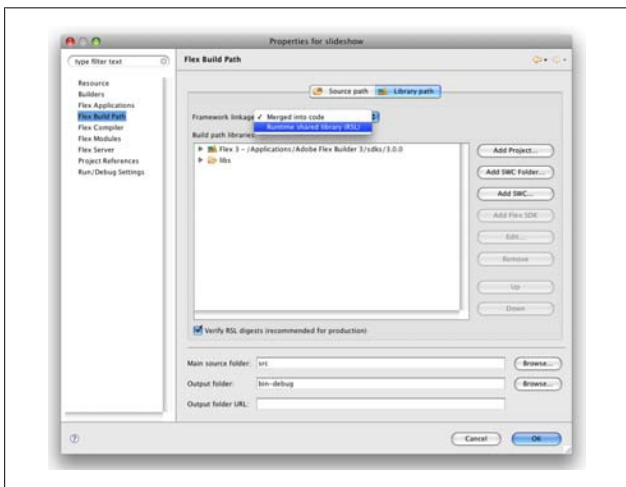 Properties for slideshow
type filter text
Flex Build Path
Resource
Builders
Flex Applications
Flex Build Path
Flex Compiler
Flex Modules
Flex Server
Project References
Run/Debug Settings
Source path
Library path
Framework linkage
✓ Merged into code
Runtime shared library (RSL)
Build path libraries
Flex 3 - /Applications/Adobe Flex Builder 3/sdks/3.0.0
libs
Add Project...
Add SWC Folder...
Add SWC...
Add Flex SDK
Edit...
Remove
Up
Down
Verify RSL digests (recommended for production)
Main source folder: src
Browse...
Output folder: bin-debug
Browse...
Output folder URL:
?
Cancel
OK